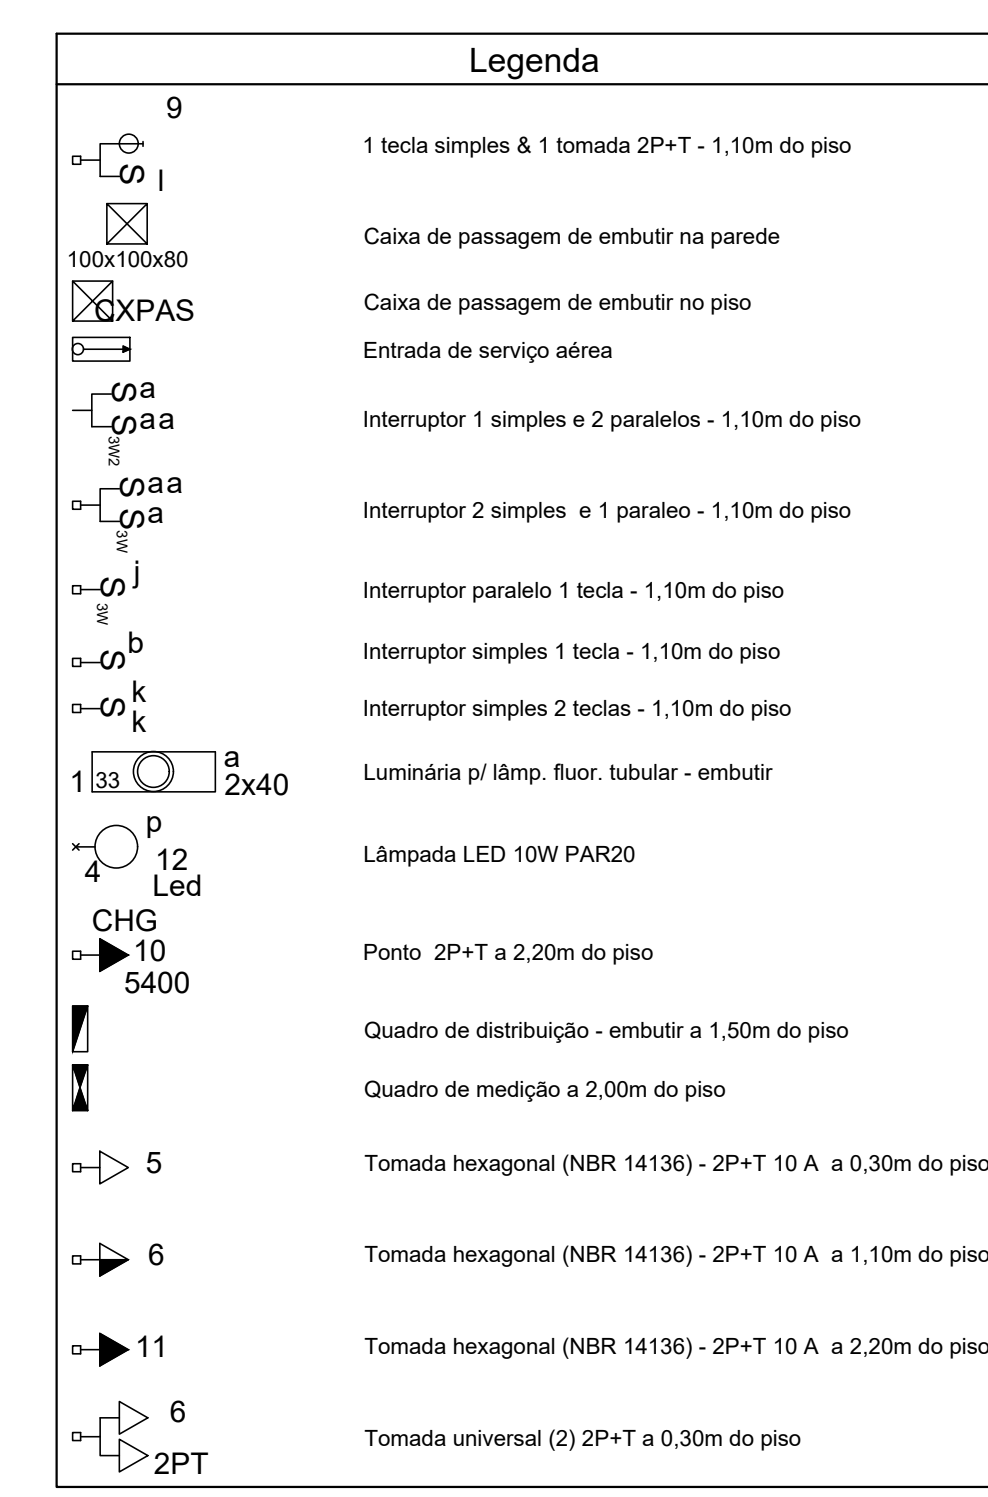 Legenda
9
1 tecla simples & 1 tomada 2P+T - 1,10m do piso
S l
Caixa de passagem de embutir na parede
100x100x80
CXPAS
Caixa de passagem de embutir no piso
Entrada de serviço aérea
S a
S aa
3W2
Interruptor 1 simples e 2 paralelos - 1,10m do piso
S aa
S a
3W
Interruptor 2 simples e 1 paraleo - 1,10m do piso
S j
3W
Interruptor paralelo 1 tecla - 1,10m do piso
S b
Interruptor simples 1 tecla - 1,10m do piso
S k
k
Interruptor simples 2 teclas - 1,10m do piso
1 33 a
2x40
Luminária p/ lâmp. fluor. tubular - embutir
p
4 12
Led
Lâmpada LED 10W PAR20
CHG
10
5400
Ponto 2P+T a 2,20m do piso
Quadro de distribuição - embutir a 1,50m do piso
Quadro de medição a 2,00m do piso
5
Tomada hexagonal (NBR 14136) - 2P+T 10 A a 0,30m do piso
6
Tomada hexagonal (NBR 14136) - 2P+T 10 A a 1,10m do piso
11
Tomada hexagonal (NBR 14136) - 2P+T 10 A a 2,20m do piso
6
2PT
Tomada universal (2) 2P+T a 0,30m do piso